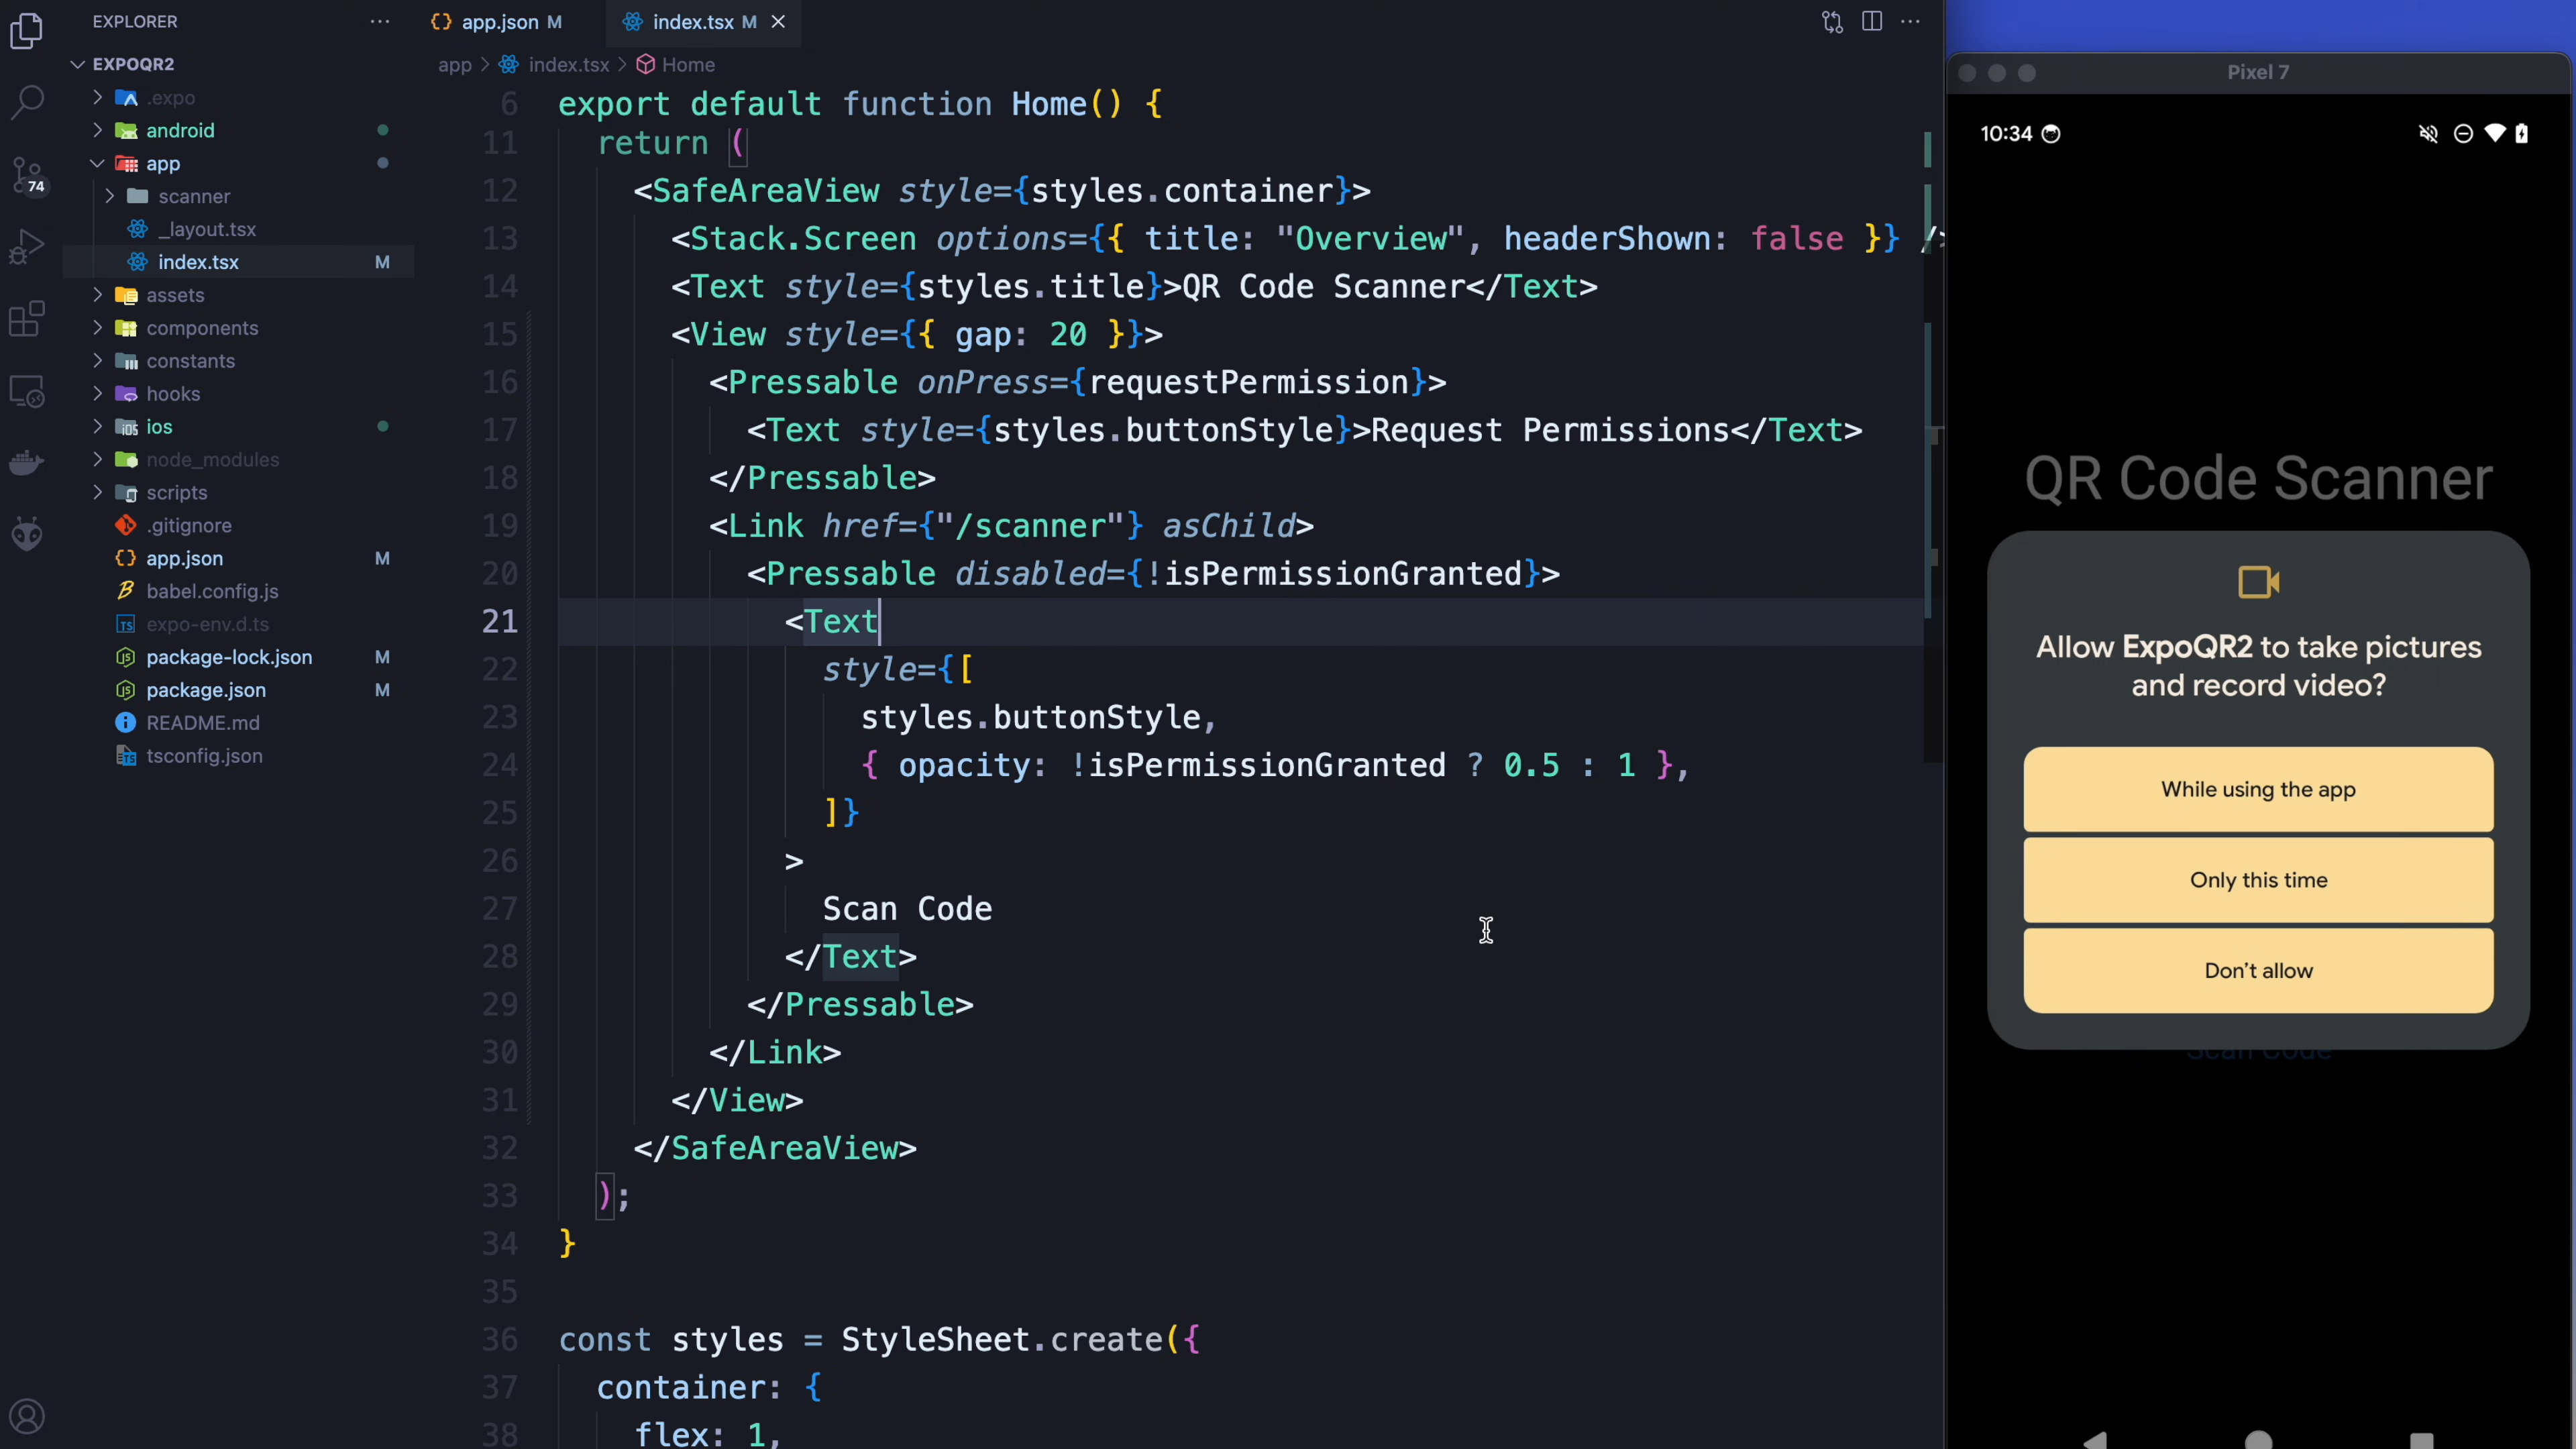 EXPLORER
EXPOQR2
.expo
android
app
scanner
_layout.tsx
index.tsx M
assets
components
constants
hooks
ios
node_modules
scripts
.gitignore
app.json M
babel.config.js
expo-env.d.ts
package-lock.json M
package.json M
README.md
tsconfig.json
74
app.json M
index.tsx M
app > index.tsx > Home
6 export default function Home() {
11 return (
12 <SafeAreaView style={styles.container}>
13 <Stack.Screen options={{ title: "Overview", headerShown: false }} />
14 <Text style={styles.title}>QR Code Scanner</Text>
15 <View style={{ gap: 20 }}>
16 <Pressable onPress={requestPermission}>
17 <Text style={styles.buttonStyle}>Request Permissions</Text>
18 </Pressable>
19 <Link href={"/scanner"} asChild>
20 <Pressable disabled={!isPermissionGranted}>
21 <Text
22 style={[
23 styles.buttonStyle,
24 { opacity: !isPermissionGranted ? 0.5 : 1 },
25 ]}
26 >
27 Scan Code
28 </Text>
29 </Pressable>
30 </Link>
31 </View>
32 </SafeAreaView>
33 );
34 }
35
36 const styles = StyleSheet.create({
37 container: {
38 flex: 1,
Pixel 7
10:34
QR Code Scanner
Allow ExpoQR2 to take pictures
and record video?
While using the app
Only this time
Don't allow
Scan Code